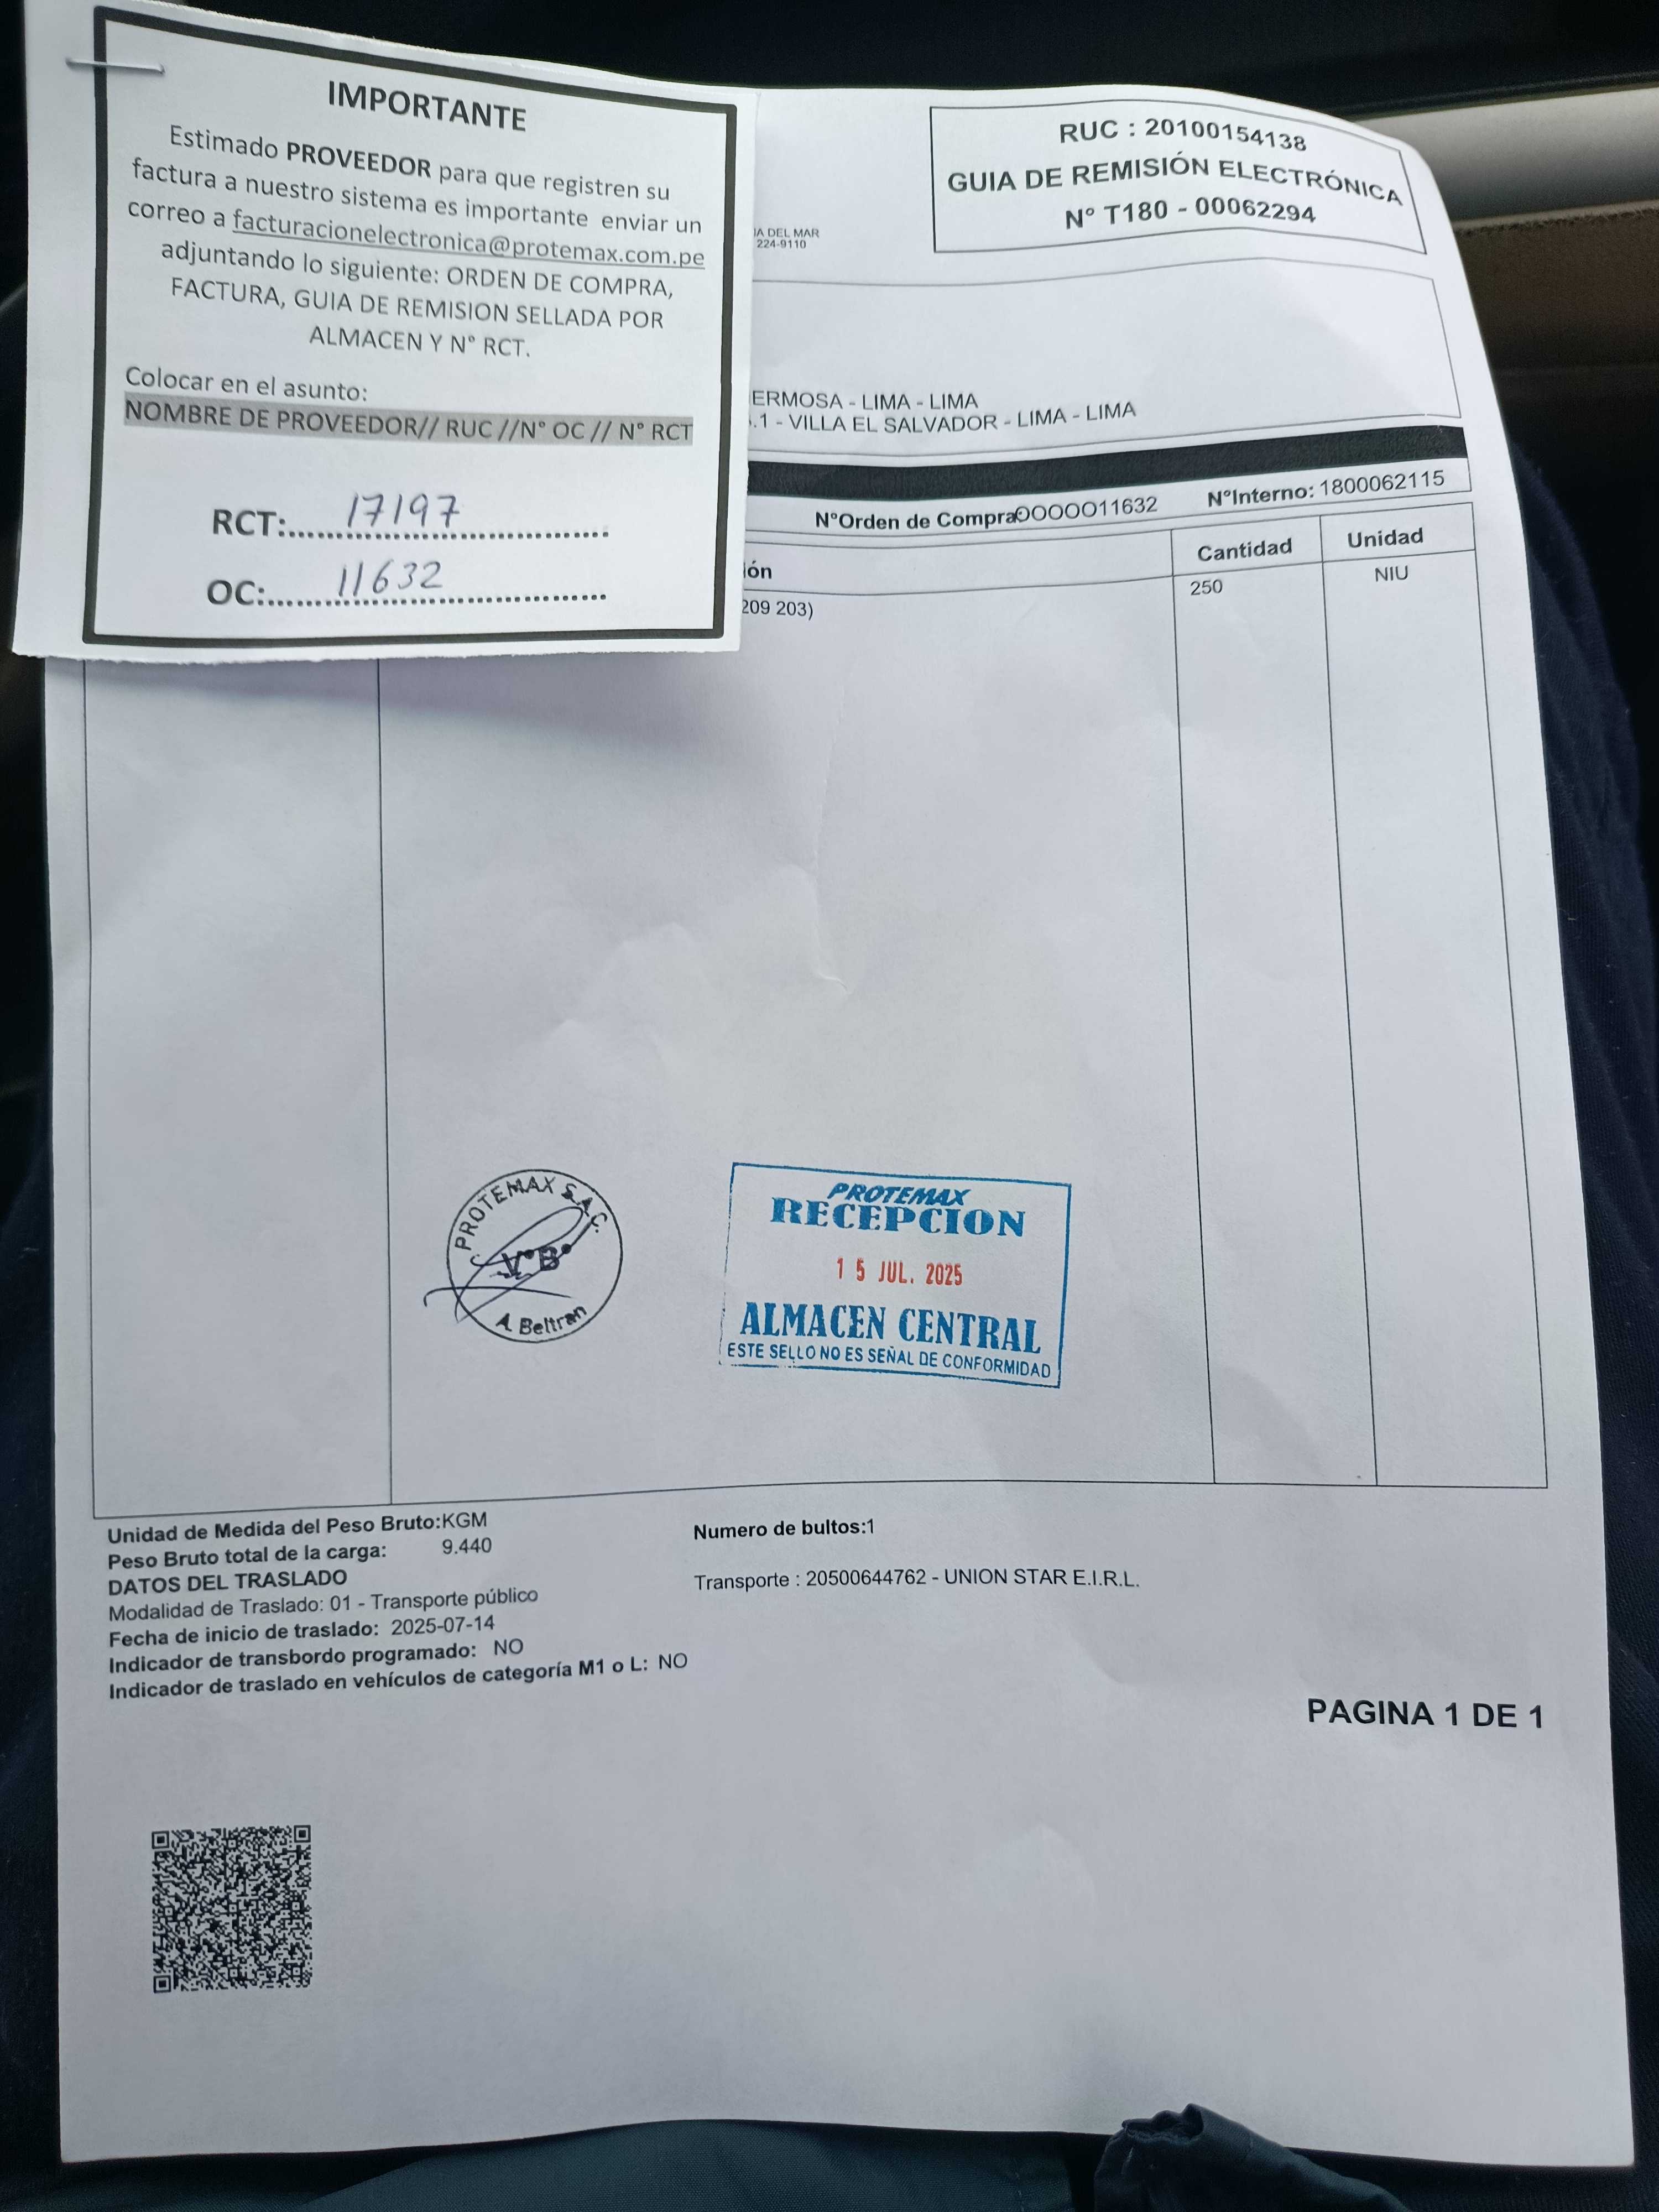 IMPORTANTE
Estimado PROVEEDOR para que registren su
factura a nuestro sistema es importante enviar un
correo a facturacionelectronica@protemax.com.pe
adjuntando lo siguiente: ORDEN DE COMPRA,
FACTURA, GUIA DE REMISION SELLADA POR
ALMACEN Y N° RCT.
Colocar en el asunto:
NOMBRE DE PROVEEDOR// RUC //N° OC // N° RCT
RCT:..... 17197 .....
OC:..... 11632 .....
RUC : 20100154138
GUIA DE REMISIÓN ELECTRÓNICA
N° T180 - 00062294
DEL MAR
224-9110
ERMOSA - LIMA - LIMA
.1 - VILLA EL SALVADOR - LIMA - LIMA
N°Orden de Compra:OOOOO11632 N°Interno: 1800062115
ión Cantidad Unidad
209 203) 250 NIU
PROTEMAX S.A.C.
V°B°
A. Beltran
PROTEMAX
RECEPCION
15 JUL. 2025
ALMACEN CENTRAL
ESTE SELLO NO ES SEÑAL DE CONFORMIDAD
Unidad de Medida del Peso Bruto:KGM Numero de bultos:1
Peso Bruto total de la carga: 9.440
DATOS DEL TRASLADO Transporte : 20500644762 - UNION STAR E.I.R.L.
Modalidad de Traslado: 01 - Transporte público
Fecha de inicio de traslado: 2025-07-14
Indicador de transbordo programado: NO
Indicador de traslado en vehículos de categoría M1 o L: NO
PAGINA 1 DE 1